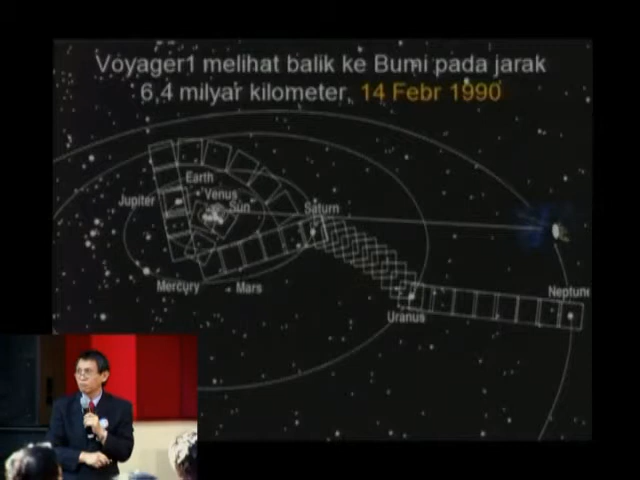 Voyager1 melihat balik ke Bumi pada jarak
6,4 milyar kilometer, 14 Febr 1990
Earth
Venus
Jupiter
Sun
Saturn
Mercury
Mars
Neptune
Uranus